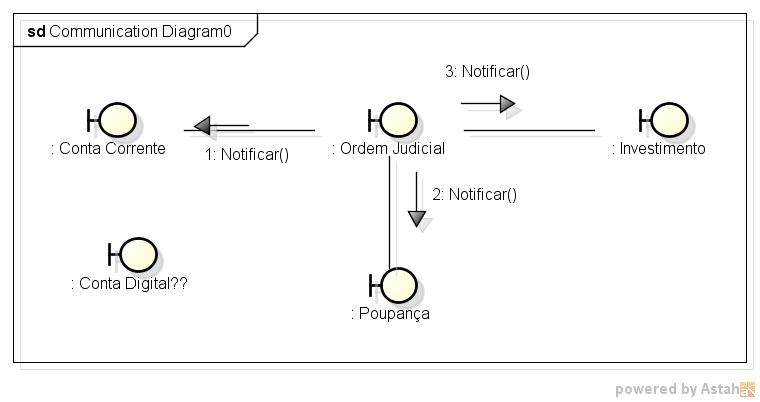 sd Communication Diagram0
3: Notificar()
: Conta Corrente
: Ordem Judicial
: Investimento
1: Notificar()
2: Notificar()
: Conta Digital??
: Poupança
powered by Astah